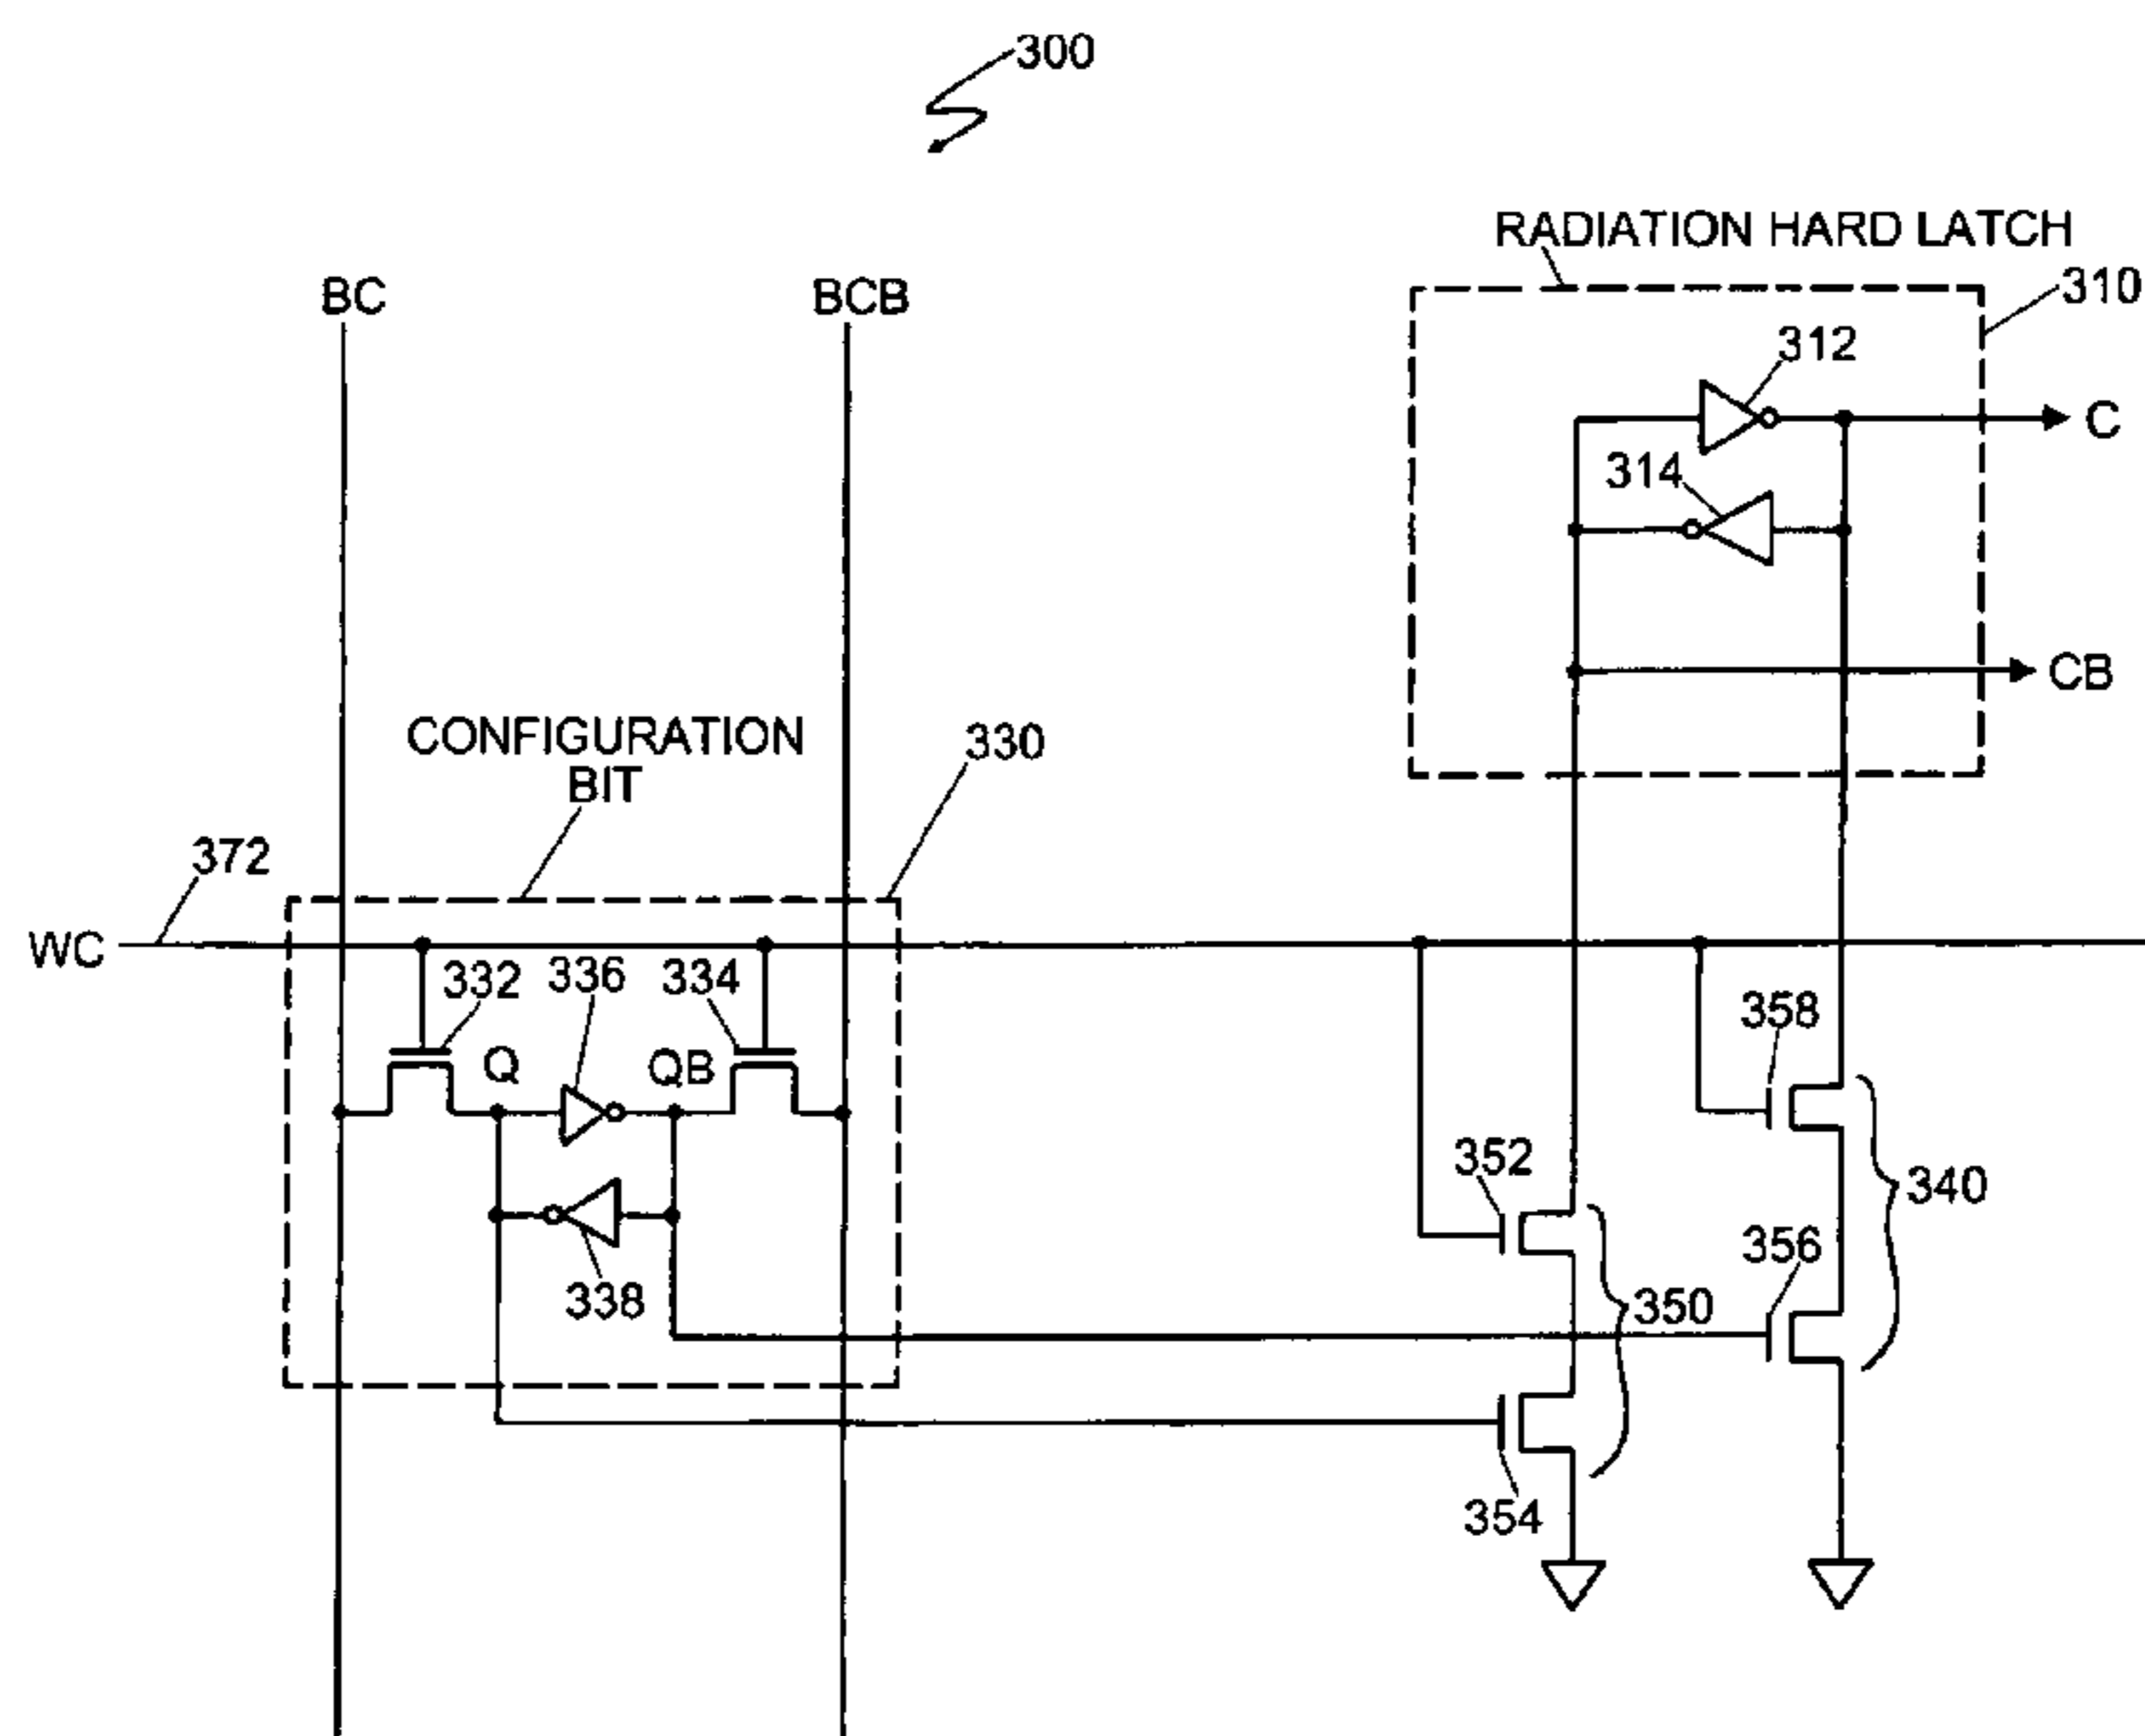 300
RADIATION HARD LATCH
310
BC
BCB
312
C
314
CB
CONFIGURATION
BIT
330
372
WC
332
336
334
358
Q
QB
352
340
356
338
350
354